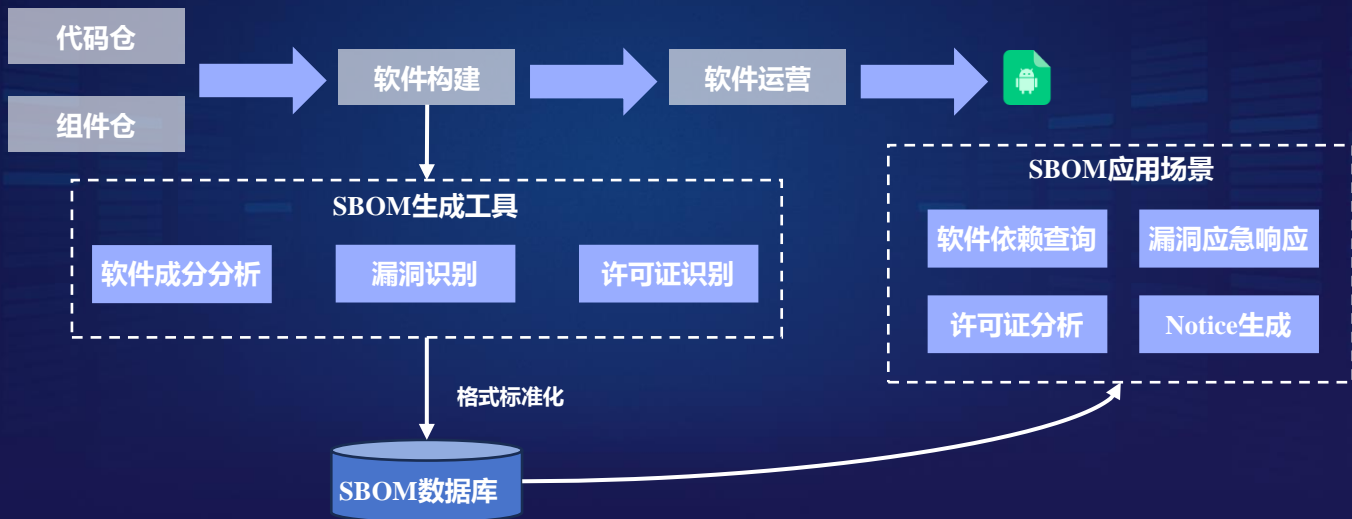 代码仓
组件仓
软件构建
软件运营
SBOM生成工具
软件成分分析
漏洞识别
许可证识别
格式标准化
SBOM数据库
SBOM应用场景
软件依赖查询
漏洞应急响应
许可证分析
Notice生成